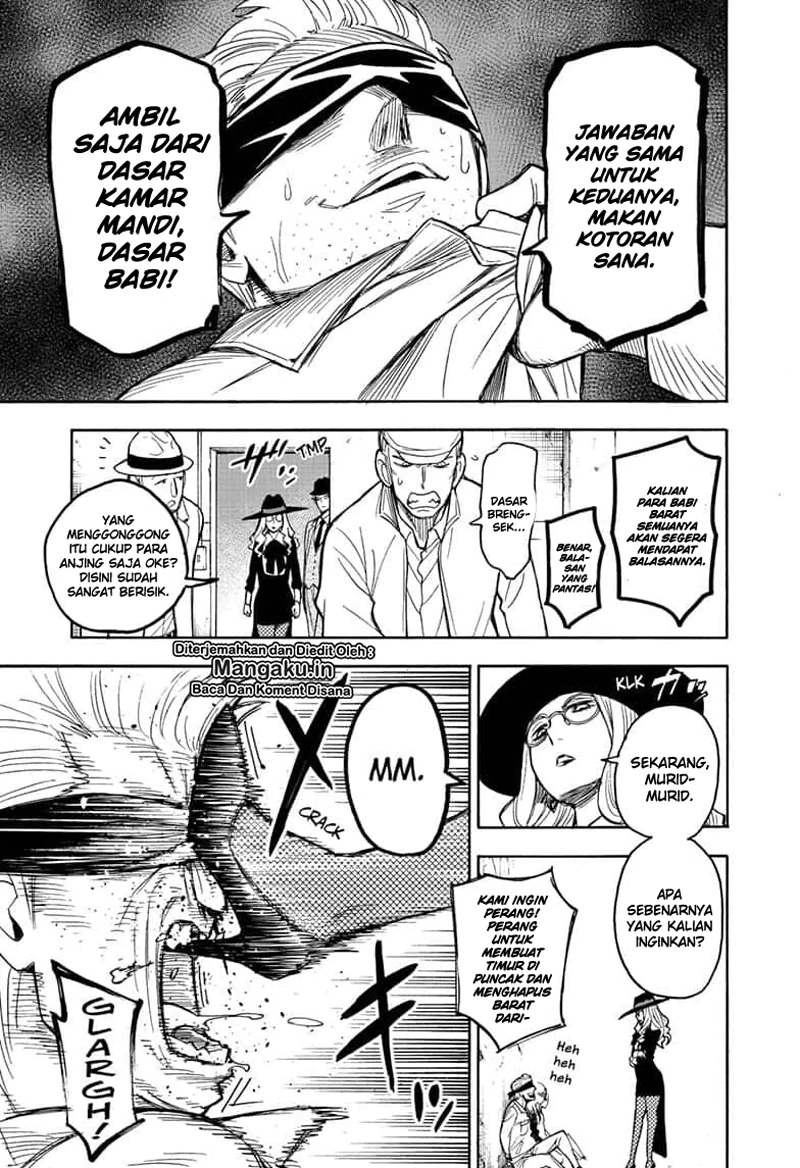 JAWABAN
YANG SAMA
UNTUK
KEDUANYA,
MAKAN
KOTORAN
SANA.
AMBIL
SAJA DARI
DASAR
KAMAR
MANDI,
DASAR
BABI!
KALIAN
PARA BABI
BARAT
SEMUANYA
AKAN SEGERA
MENDAPAT
BALASANNYA.
BENAR,
BALA-
SAN
YANG
PANTAS!
DASAR
BRENG-
SEK...
TMP
YANG
MENGGONGGONG
ITU CUKUP PARA
ANJING SAJA OKE?
DISINI SUDAH
SANGAT BERISIK.
Diterjemahkan dan Diedit Oleh :
Mangaku.in
Baca Dan Koment Disana
KLK
カッ
SEKARANG,
MURID-
MURID.
APA
SEBENARNYA
YANG KALIAN
INGINKAN?
KAMI INGIN
PERANG!
PERANG
UNTUK
MEMBUAT
TIMUR DI
PUNCAK DAN
MENGHAPUS
BARAT
DARI-
Heh
heh
heh
MM.
CRACK
GLARGH!